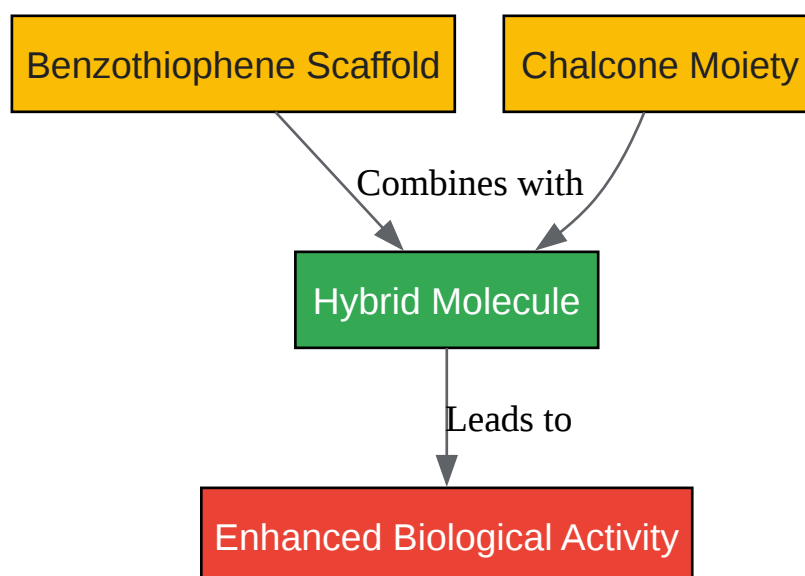 Benzothiophene Scaffold
Chalcone Moiety
Combines with
Hybrid Molecule
Leads to
Enhanced Biological Activity